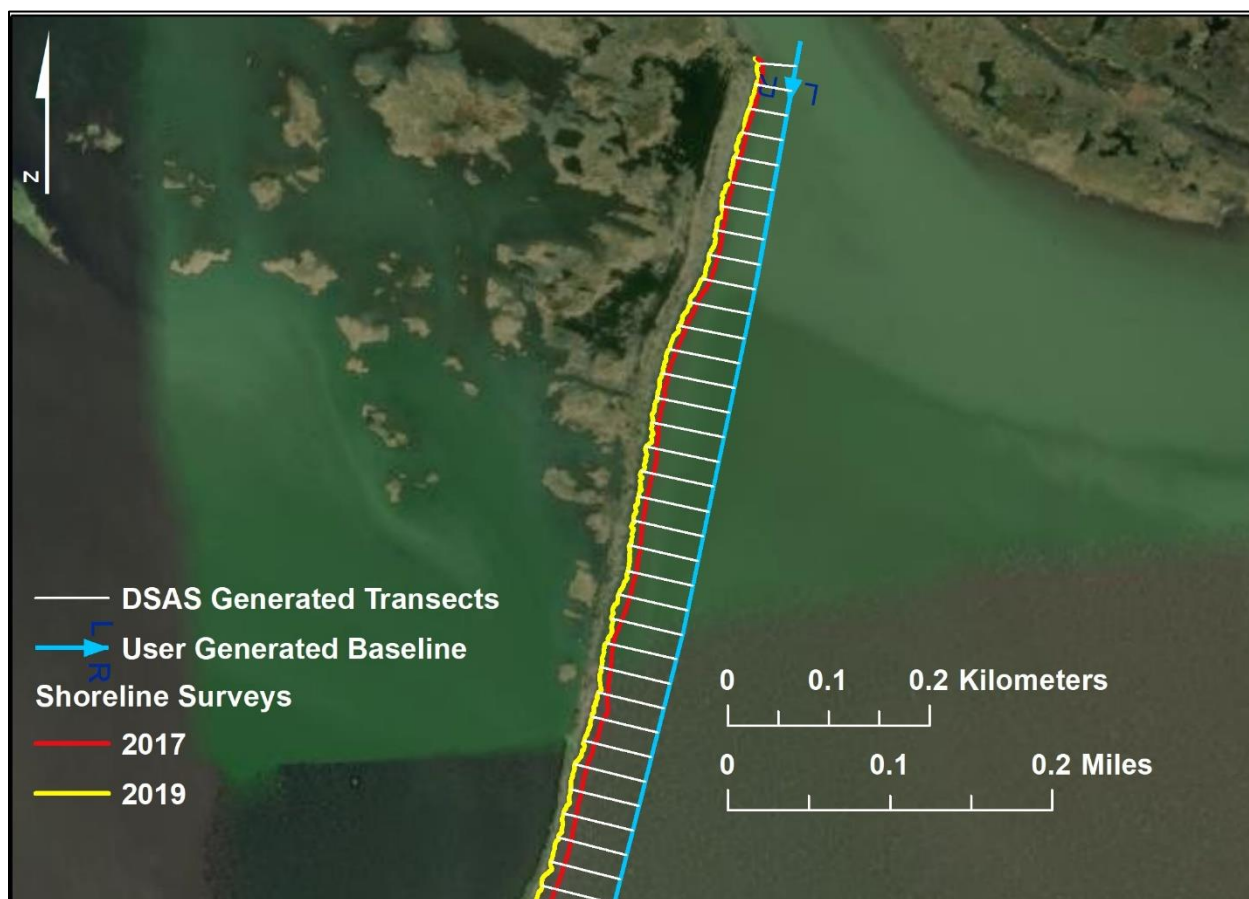 N
R
L
DSAS Generated Transects
L
User Generated Baseline
R
Shoreline Surveys
2017
2019
0 0.1 0.2 Kilometers
0 0.1 0.2 Miles